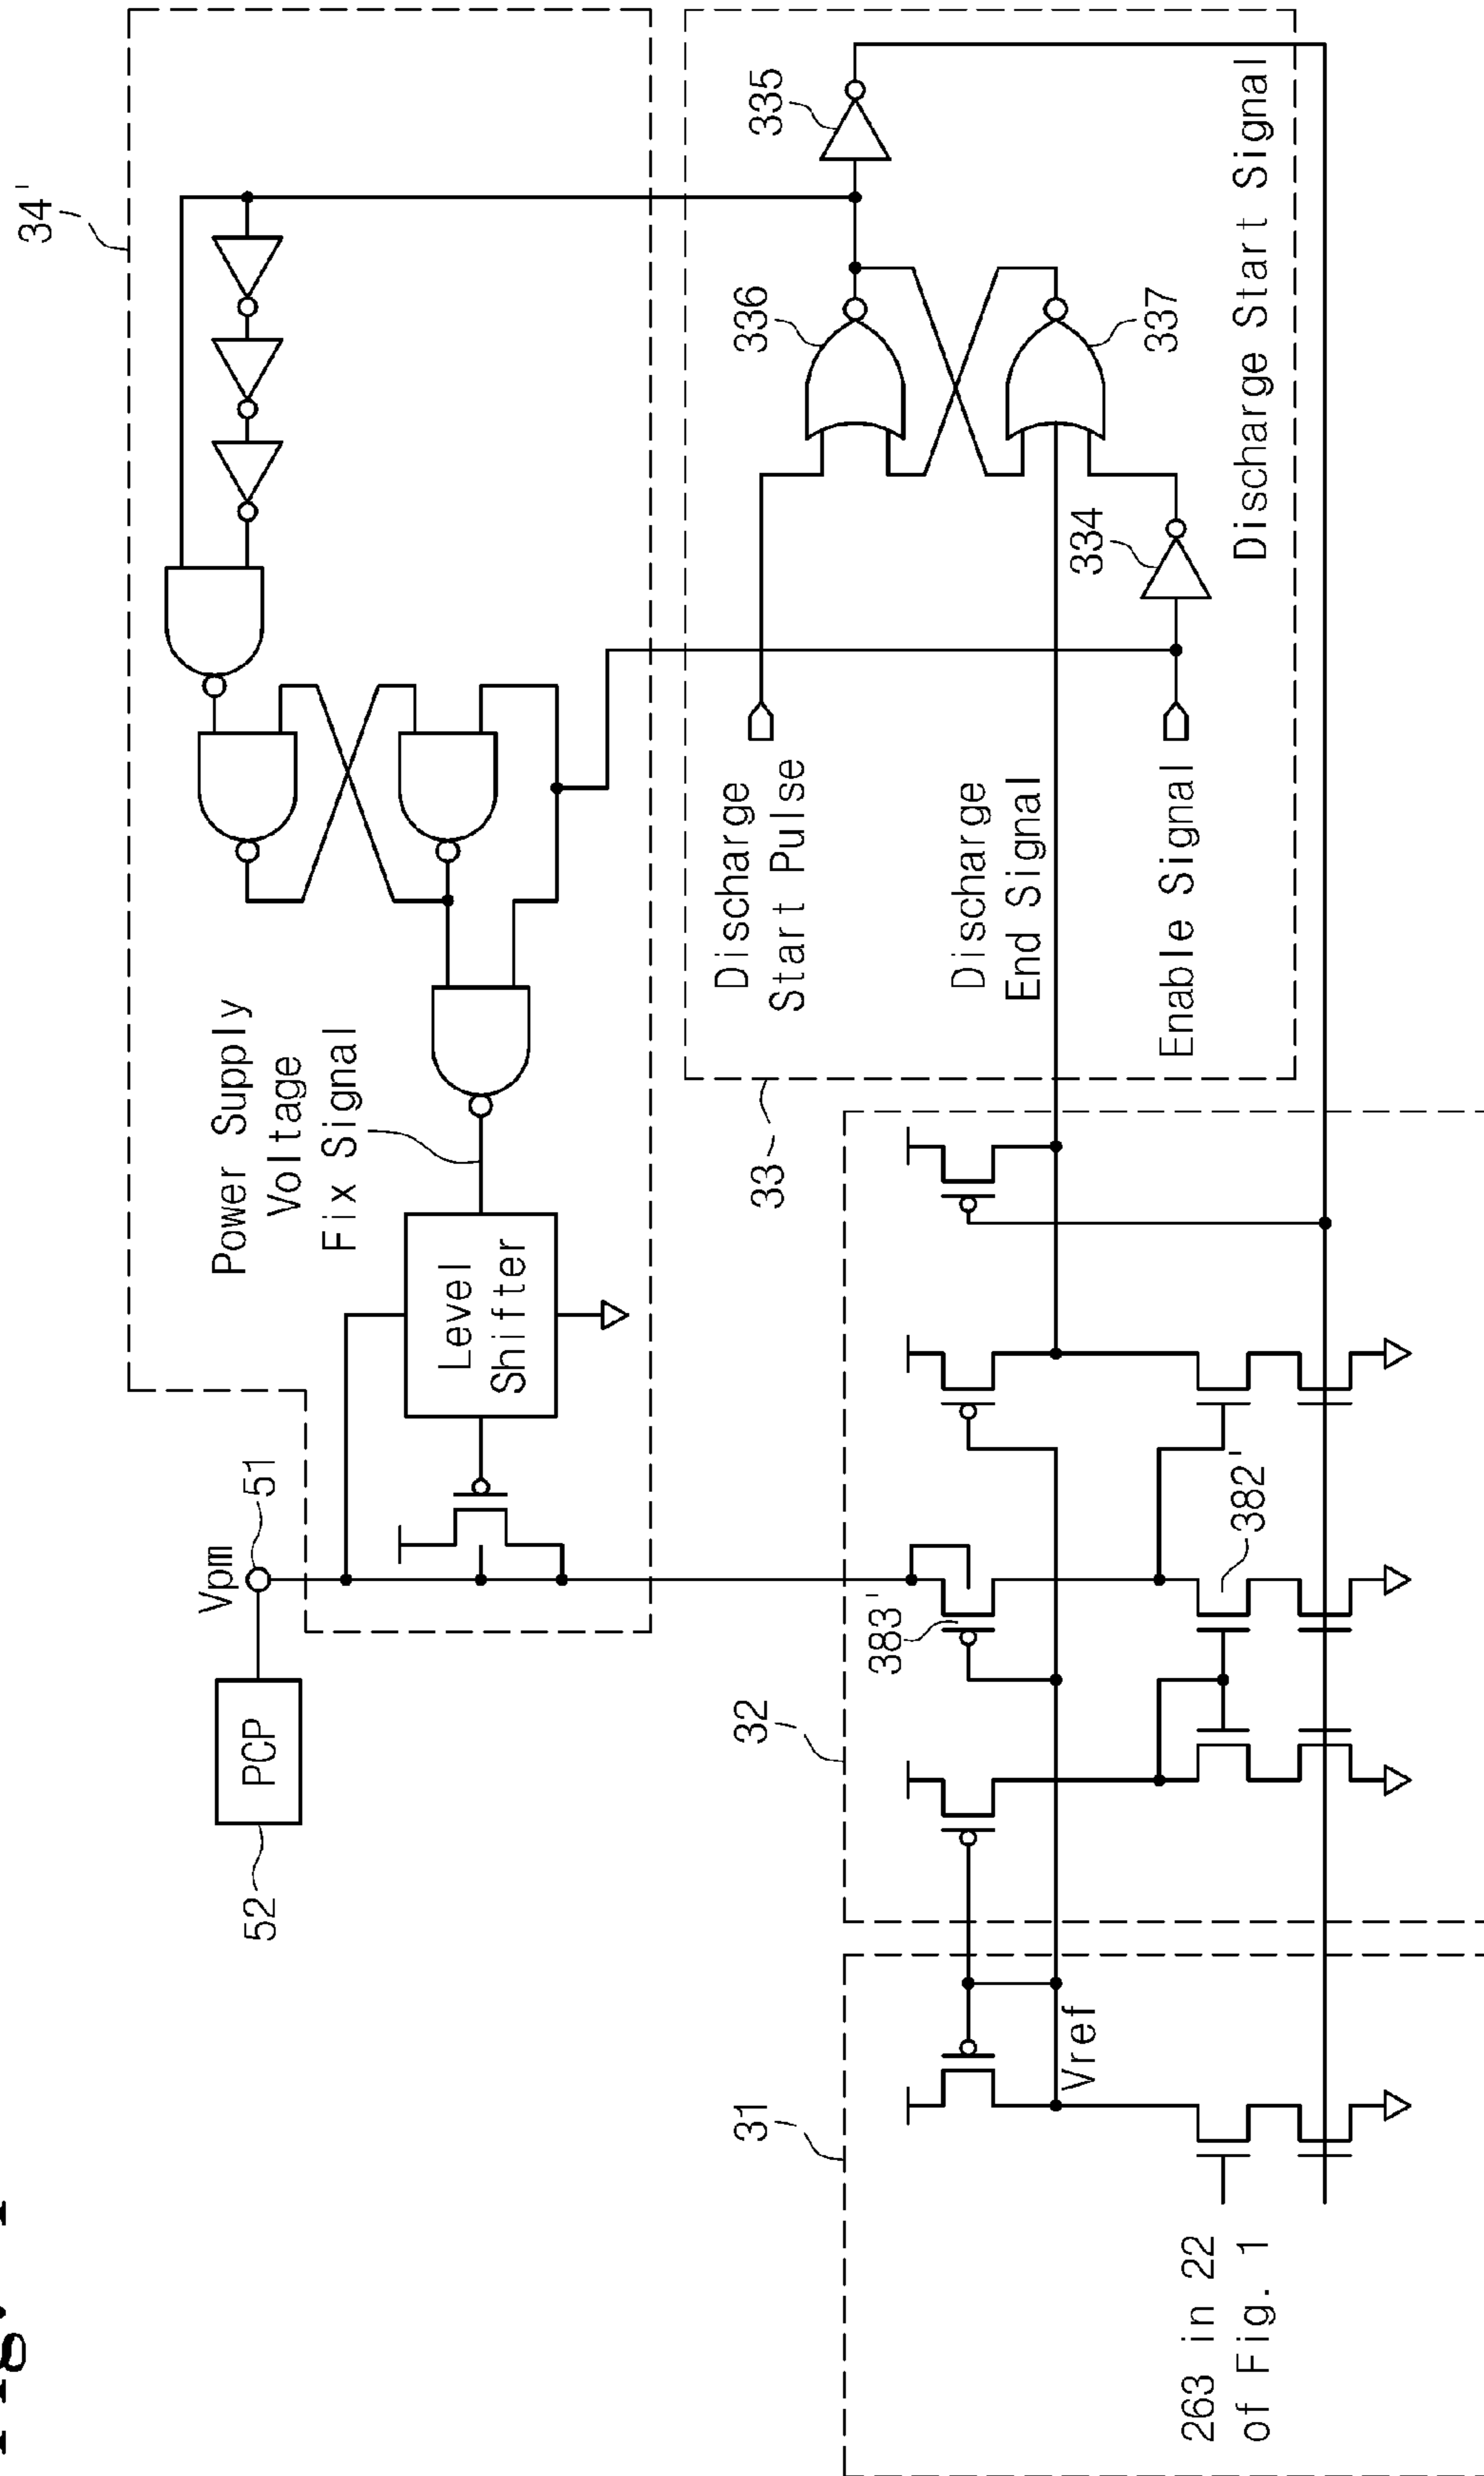 34'
52
PCP
Vpm
51
Power Supply
Voltage
Fix Signal
Level
Shifter
31
32
33
Discharge
Start Pulse
336
335
383'
Discharge
End Signal
Vref
334
337
Enable Signal
263 in 22
of Fig. 1
382'
Discharge Start Signal